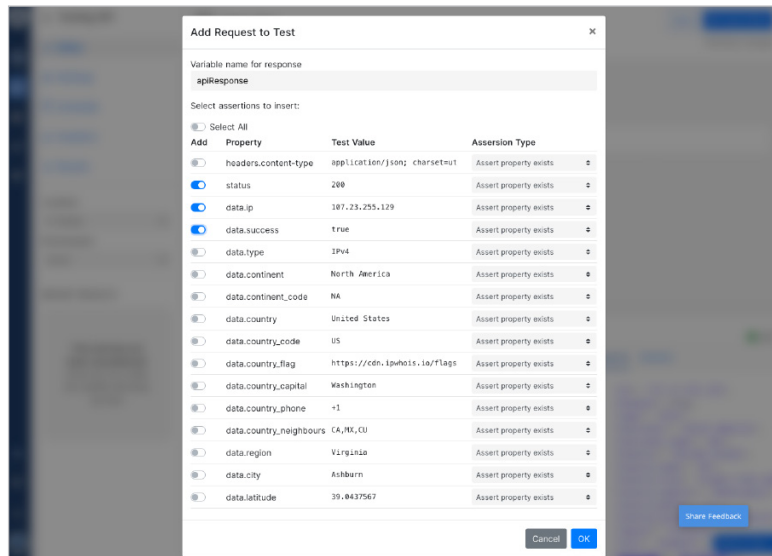 Add Request to Test ×
Variable name for response
apiResponse
Select assertions to insert:
Select All
Add Property Test Value Assersion Type
headers.content-type application/json; charset=ut Assert property exists
status 200 Assert property exists
data.ip 107.23.255.129 Assert property exists
data.success true Assert property exists
data.type IPv4 Assert property exists
data.continent North America Assert property exists
data.continent_code NA Assert property exists
data.country United States Assert property exists
data.country_code US Assert property exists
data.country_flag https://cdn.ipwhois.io/flags Assert property exists
data.country_capital Washington Assert property exists
data.country_phone +1 Assert property exists
data.country_neighbours CA,MX,CU Assert property exists
data.region Virginia Assert property exists
data.city Ashburn Assert property exists
data.latitude 39.0437567 Assert property exists
Share Feedback
Cancel OK